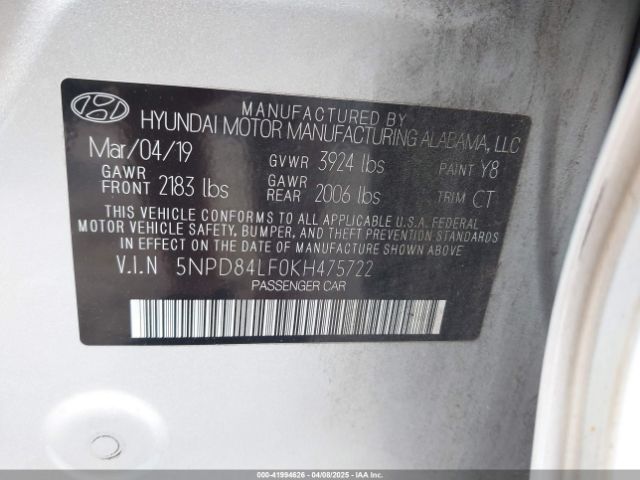 MANUFACTURED BY
HYUNDAI MOTOR MANUFACTURING ALABAMA, LLC
Mar/04/19 GVWR 3924 lbs PAINT Y8
GAWR FRONT 2183 lbs GAWR REAR 2006 lbs TRIM CT
THIS VEHICLE CONFORMS TO ALL APPLICABLE U.S.A. FEDERAL
MOTOR VEHICLE SAFETY, BUMPER, AND THEFT PREVENTION STANDARDS
IN EFFECT ON THE DATE OF MANUFACTURE SHOWN ABOVE.
V.I.N 5NPD84LF0KH475722
PASSENGER CAR
000-41994626 - 04/08/2025 - IAAI.COM